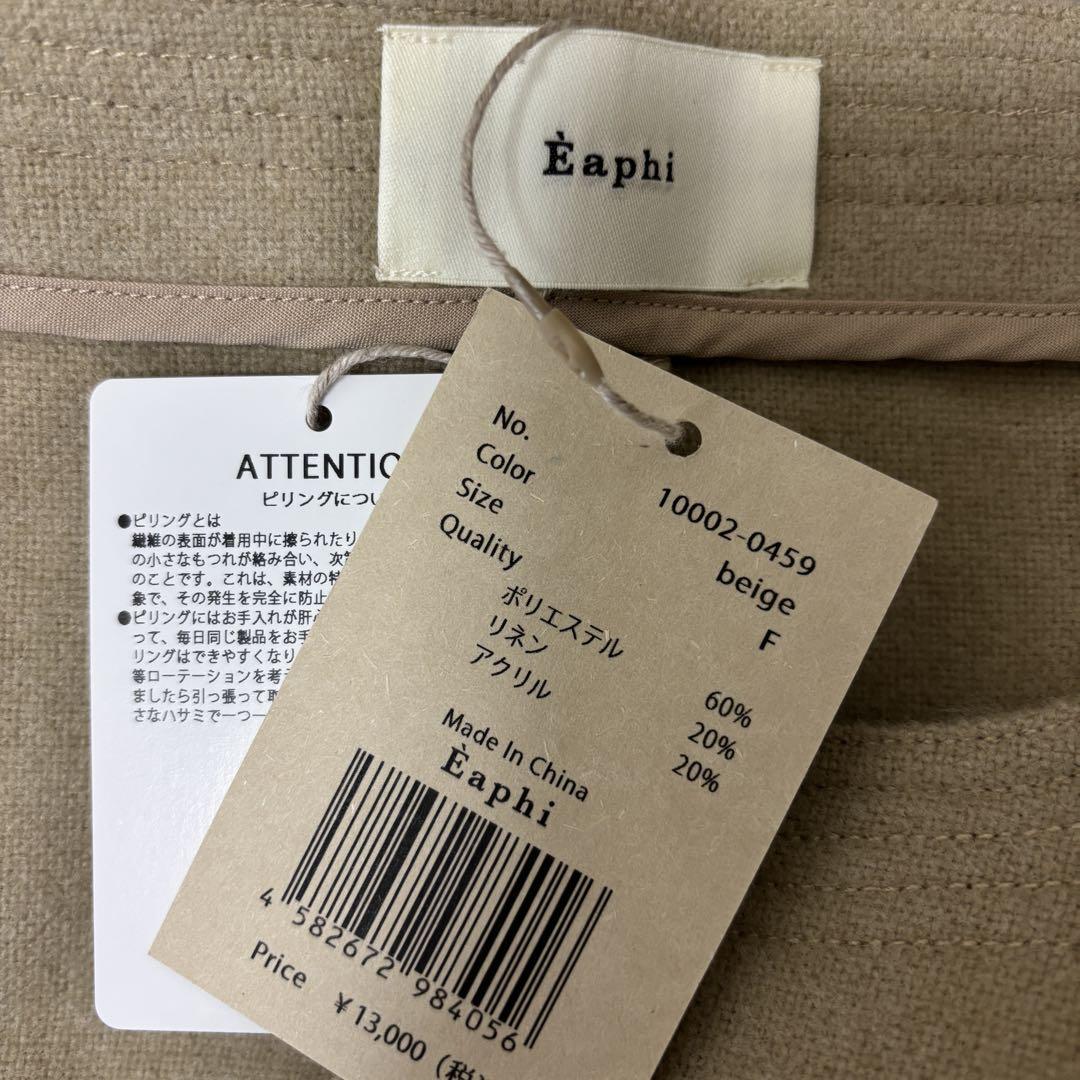 Èaphi
No. 10002-0459
Color beige
Size F
Quality
ポリエステル 60%
リネン 20%
アクリル 20%
Made In China
Èaphi
4 582672 984056
Price ¥13,000 (税
ATTENTIO
ピリングについ
●ピリングとは
繊維の表面が着用中に擦られたり
の小さなもつれが絡み合い、次第
のことです。これは、素材の特
象で、その発生を完全に防止
●ピリングにはお手入れが肝心
って、毎日同じ製品をお手
リングはできやすくなり
等ローテーションを考え
ましたら引っ張って取
さなハサミで一つ一